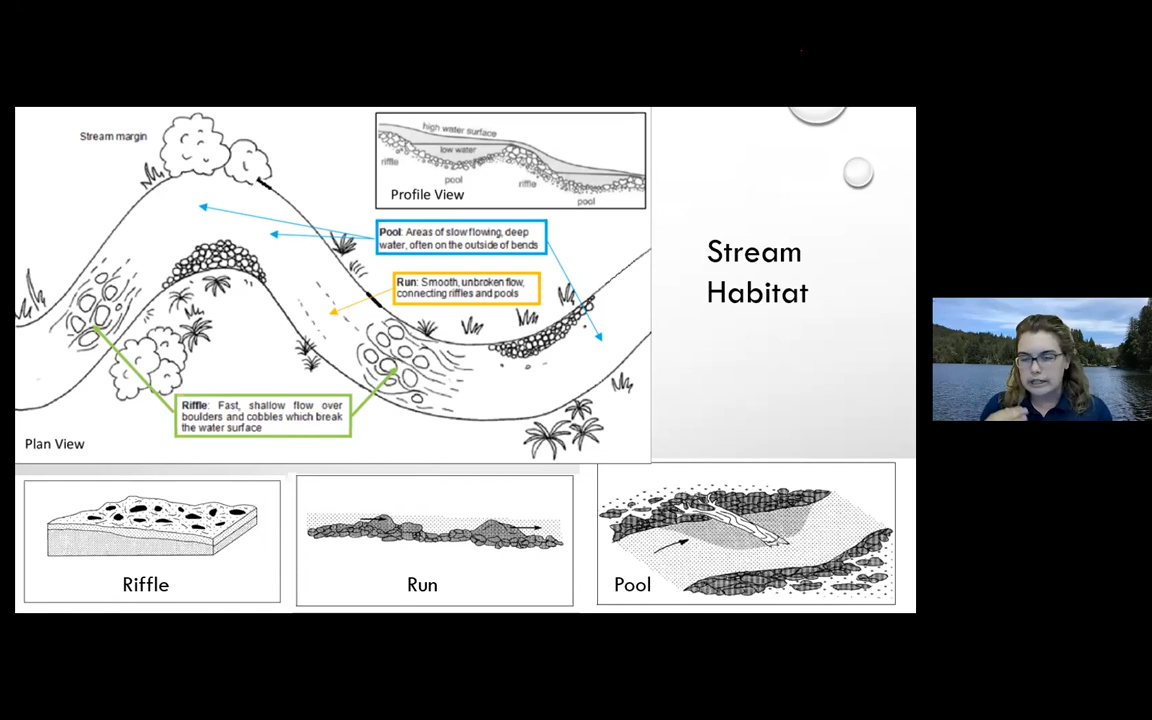 Stream margin
high water surface
low water
riffle
pool
riffle
pool
Profile View
Pool: Areas of slow flowing, deep
water, often on the outside of bends
Run: Smooth, unbroken flow,
connecting riffles and pools
Riffle: Fast, shallow flow over
boulders and cobbles which break
the water surface
Plan View
Stream
Habitat
Riffle
Run
Pool